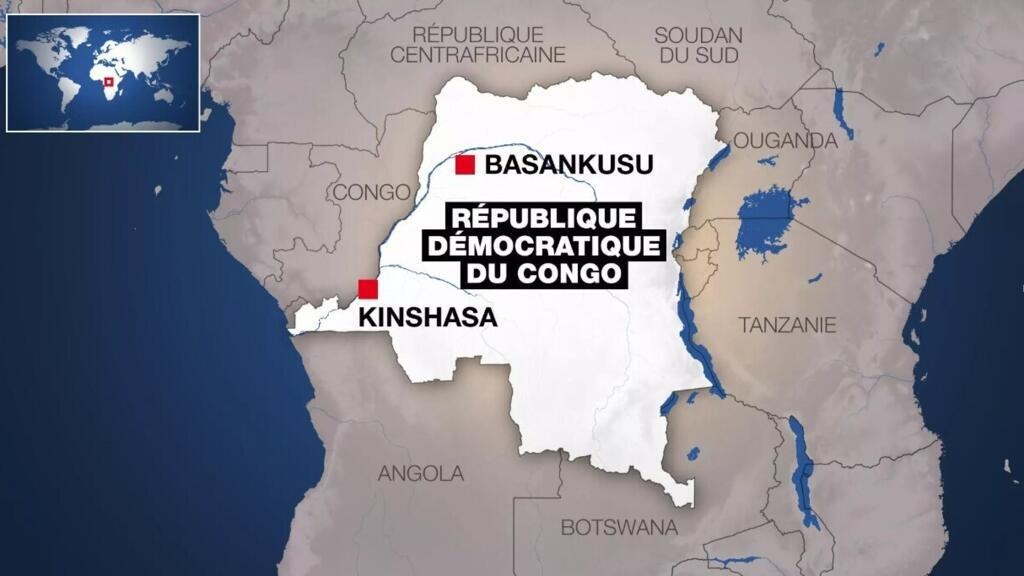 RÉPUBLIQUE
CENTRAFRICAINE
SOUDAN
DU SUD
OUGANDA
BASANKUSU
CONGO
RÉPUBLIQUE
DÉMOCRATIQUE
DU CONGO
KINSHASA
TANZANIE
ANGOLA
BOTSWANA